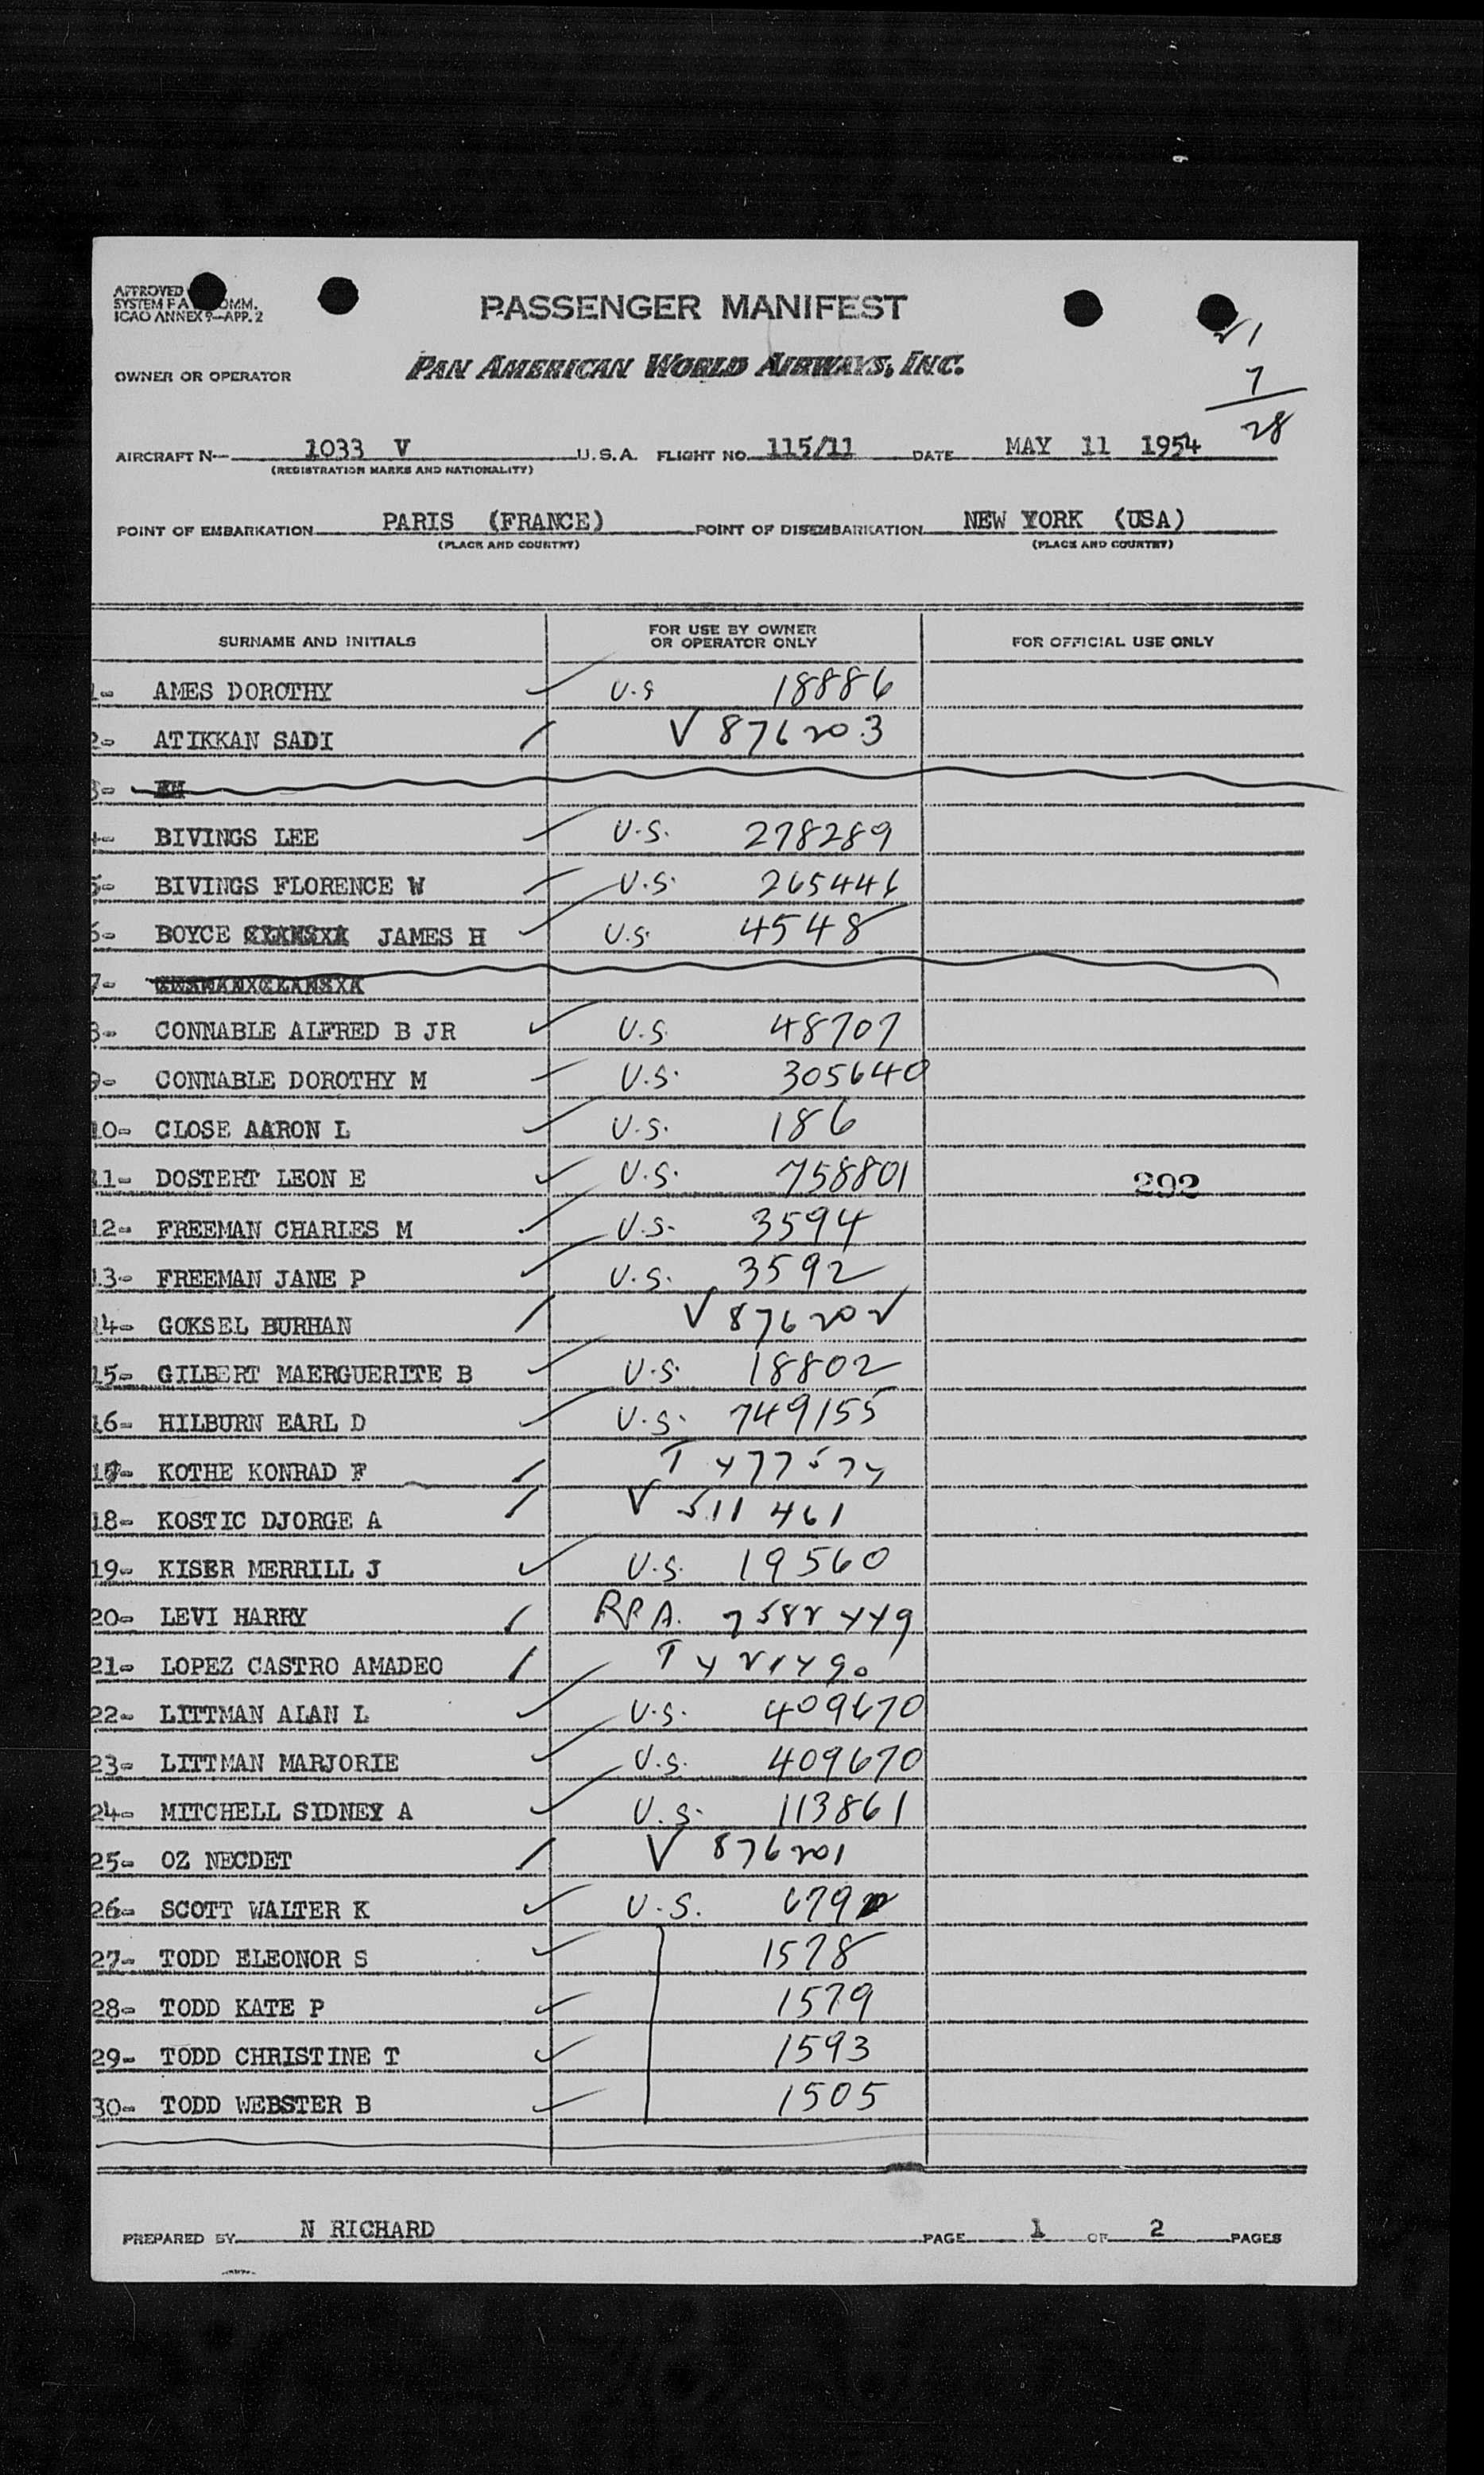 APPROVED
SYSTEM F A COMM.
ICAO ANNEX 9-APP. 2
PASSENGER MANIFEST
21
OWNER OR OPERATOR PAN AMERICAN WORLD AIRWAYS, INC.
7
28
AIRCRAFT N- 1033 V U.S.A. FLIGHT NO. 115/11 DATE MAY 11 1954
(REGISTRATION MARKS AND NATIONALITY)
POINT OF EMBARKATION PARIS (FRANCE) POINT OF DISEMBARKATION NEW YORK (USA)
(PLACE AND COUNTRY) (PLACE AND COUNTRY)
SURNAME AND INITIALS FOR USE BY OWNER OR OPERATOR ONLY FOR OFFICIAL USE ONLY
1- AMES DOROTHY U.S 18886
2- ATIKKAN SADI V 876203
3-
4- BIVINGS LEE U.S. 278289
5- BIVINGS FLORENCE W U.S. 265446
6- BOYCE JAMES H U.S. 4548
7-
8- CONNABLE ALFRED B JR U.S. 48707
9- CONNABLE DOROTHY M U.S. 305640
10- CLOSE AARON L U.S. 186
11- DOSTERT LEON E U.S. 758801 292
12- FREEMAN CHARLES M U.S. 3594
13- FREEMAN JANE P U.S. 3592
14- GOKSEL BURHAN V 876202
15- GILBERT MAERGUERITE B U.S. 18802
16- HILBURN EARL D U.S. 749155
17- KOTHE KONRAD F T
18- KOSTIC DJORGE A V 511 461
19- KISER MERRILL J U.S. 19560
20- LEVI HARRY RPA.
21- LOPEZ CASTRO AMADEO T
22- LITTMAN ALAN L U.S. 409670
23- LITTMAN MARJORIE U.S. 409670
24- MITCHELL SIDNEY A U.S. 113861
25- OZ NECDET V 876201
26- SCOTT WALTER K U.S. 6792
27- TODD ELEONOR S 1578
28- TODD KATE P 1579
29- TODD CHRISTINE T 1593
30- TODD WEBSTER B 1505
PREPARED BY N RICHARD PAGE 1 OF 2 PAGES